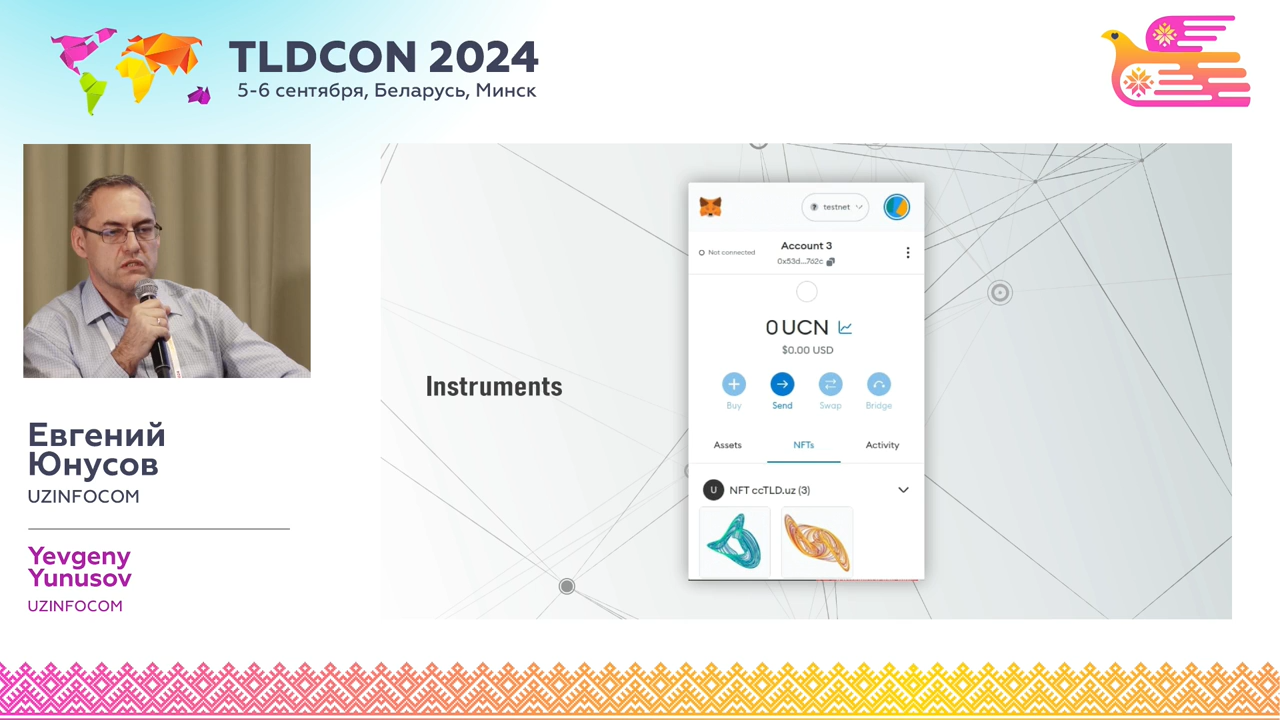 TLDCON 2024
5-6 сентября, Беларусь, Минск
Евгений
Юнусов
UZINFOCOM
Yevgeny
Yunusov
UZINFOCOM
Instruments
testnet
Not connected
Account 3
0x53d...7d2c
0 UCN
$0.00 USD
Buy
Send
Swap
Bridge
Assets
NFTs
Activity
U
NFT ccTLD.uz (3)